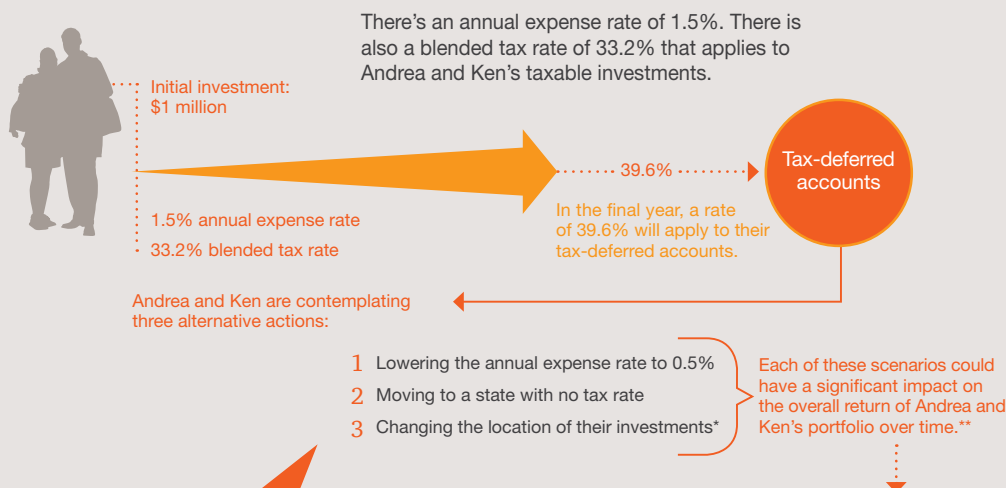 There's an annual expense rate of 1.5%. There is
also a blended tax rate of 33.2% that applies to
Andrea and Ken's taxable investments.
Initial investment:
$1 million
39.6%
Tax-deferred
accounts
1.5% annual expense rate
33.2% blended tax rate
In the final year, a rate
of 39.6% will apply to their
tax-deferred accounts.
Andrea and Ken are contemplating
three alternative actions:
1 Lowering the annual expense rate to 0.5%
2 Moving to a state with no tax rate
3 Changing the location of their investments*
Each of these scenarios could
have a significant impact on
the overall return of Andrea and
Ken's portfolio over time.**